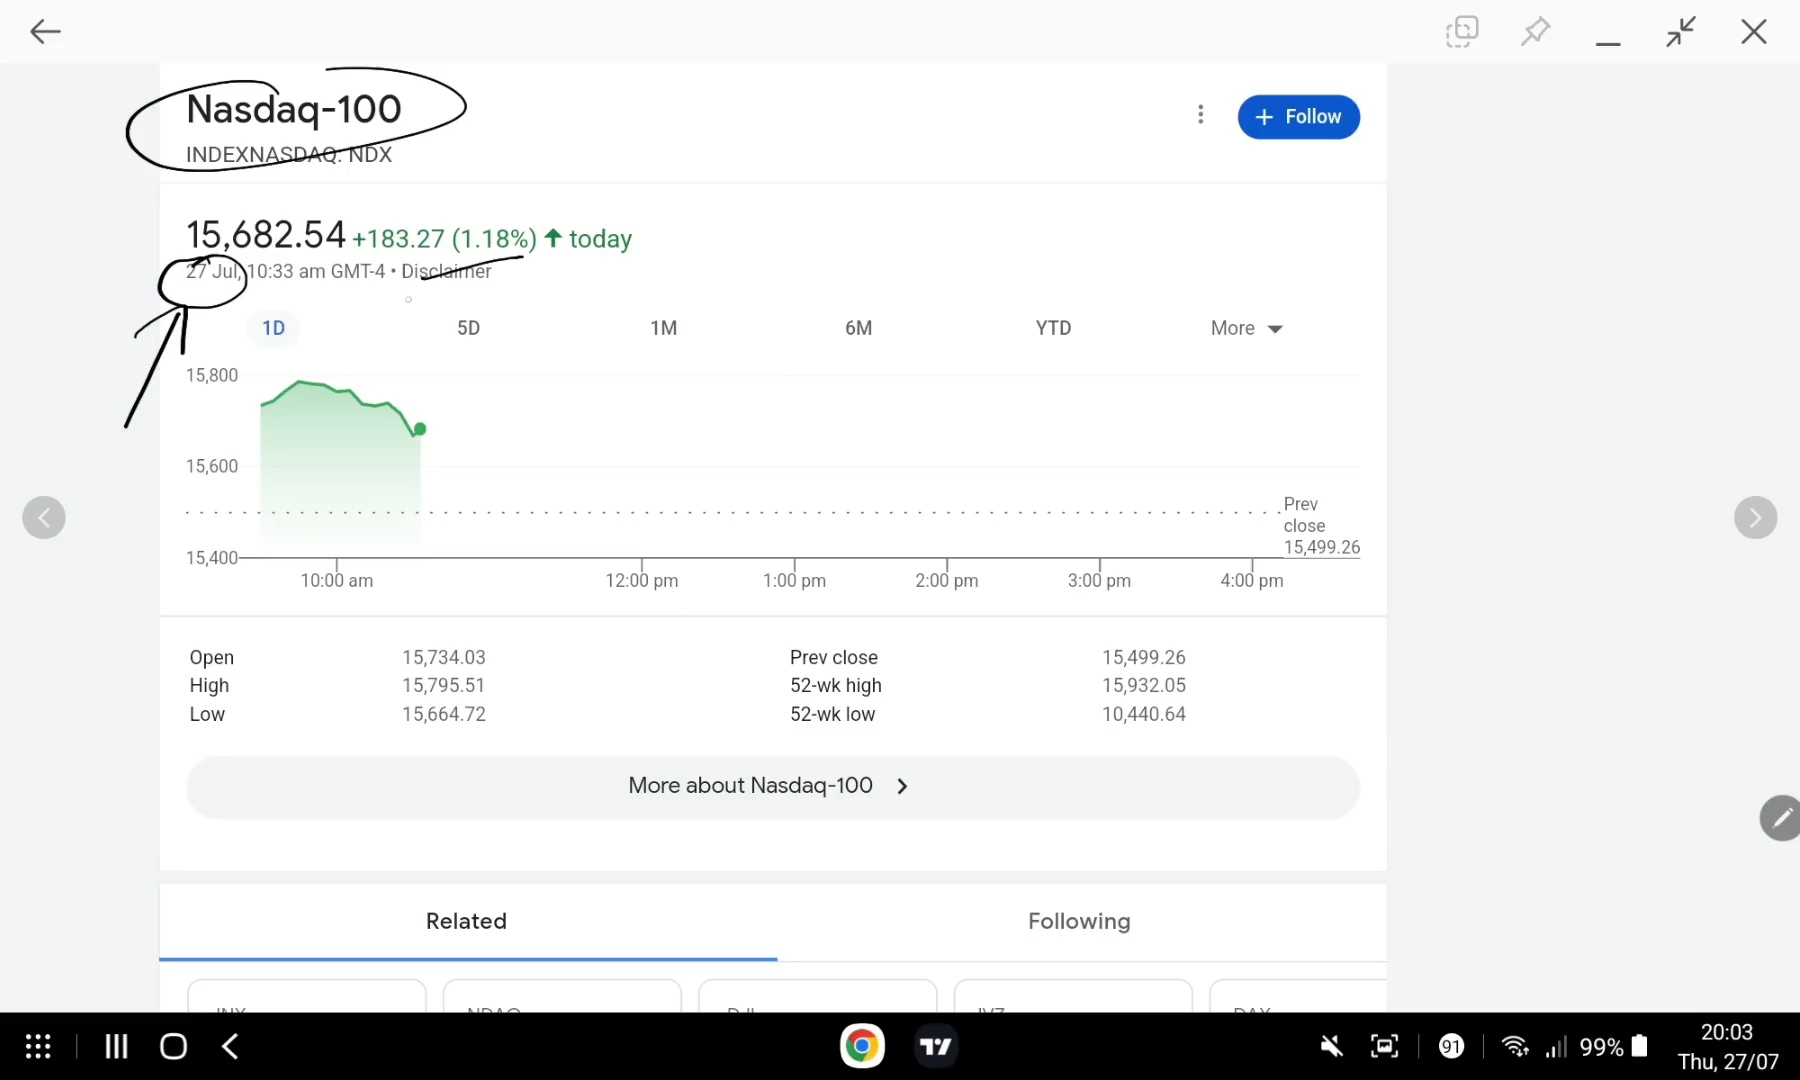 Nasdaq-100
INDEXNASDAQ: NDX
+ Follow
15,682.54 +183.27 (1.18%) ↑ today
27 Jul, 10:33 am GMT-4 • Disclaimer
1D 5D 1M 6M YTD More
15,800
15,600
15,400
Prev
close
15,499.26
10:00 am 12:00 pm 1:00 pm 2:00 pm 3:00 pm 4:00 pm
Open 15,734.03 Prev close 15,499.26
High 15,795.51 52-wk high 15,932.05
Low 15,664.72 52-wk low 10,440.64
More about Nasdaq-100
Related Following
91 99% 20:03
Thu, 27/07